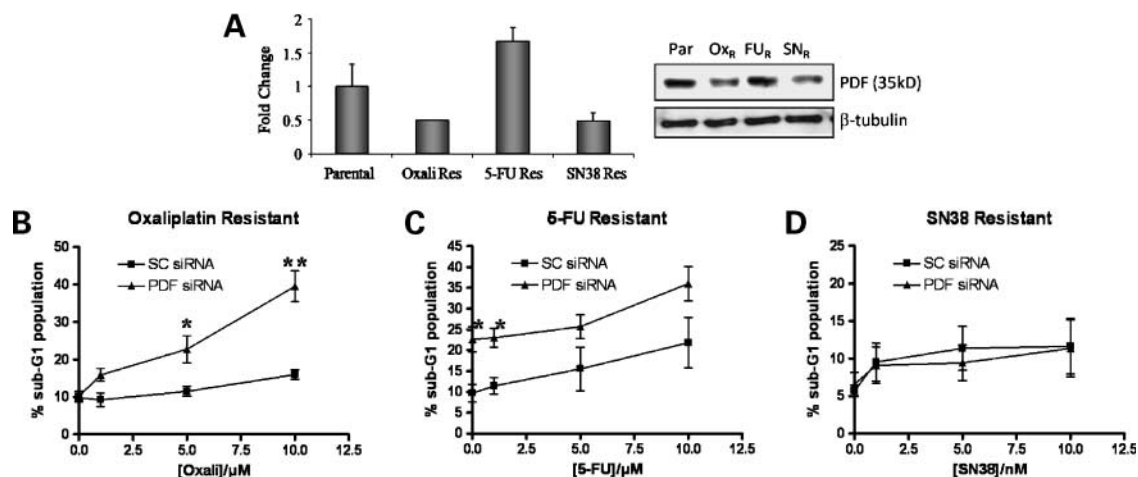 A
Fold Change
2
1.5
1
0.5
0
Parental
Oxali Res
5-FU Res
SN38 Res
Par OxR FUR SNR
PDF (35kD)
β-tubulin
B
Oxaliplatin Resistant
% sub-G1 population
50
40
30
20
10
0
SC siRNA
PDF siRNA
*
**
0.0 2.5 5.0 7.5 10.0 12.5
[Oxali]/µM
C
5-FU Resistant
% sub-G1 population
45
40
35
30
25
20
15
10
5
0
SC siRNA
PDF siRNA
* *
0.0 2.5 5.0 7.5 10.0 12.5
[5-FU]/µM
D
SN38 Resistant
% sub-G1 population
25
20
15
10
5
0
SC siRNA
PDF siRNA
0.0 2.5 5.0 7.5 10.0 12.5
[SN38]/nM